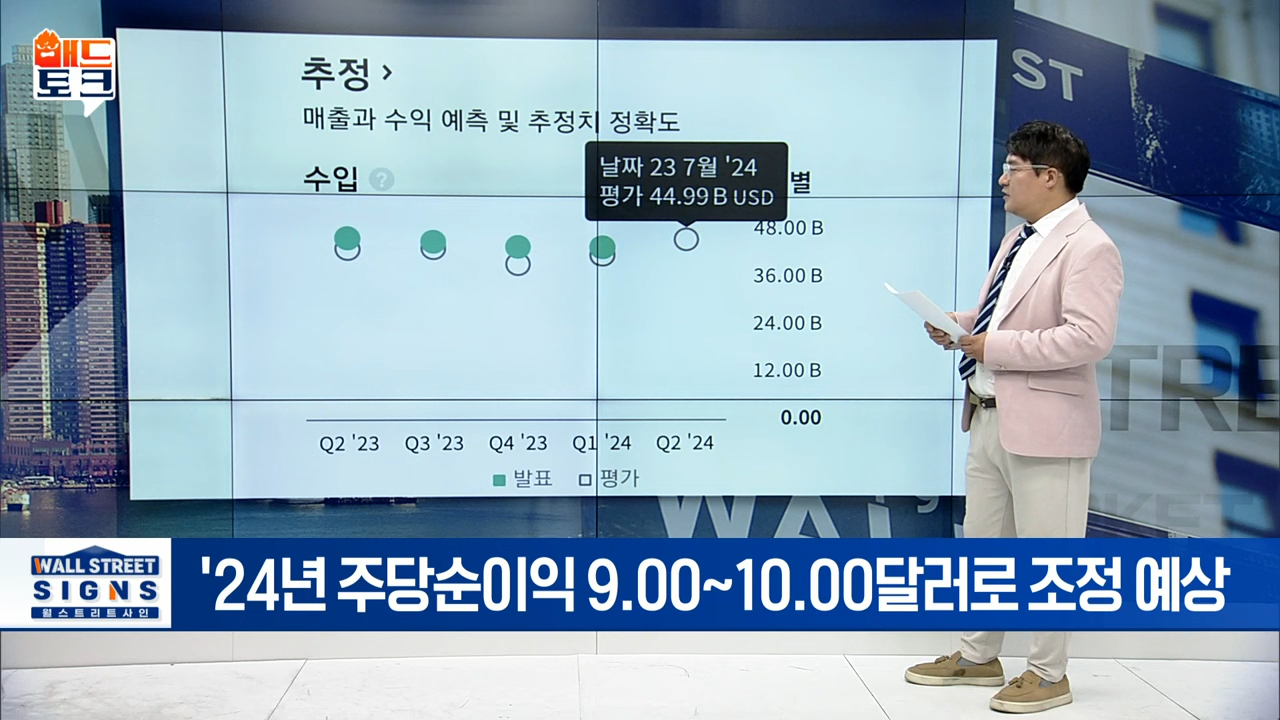 매드
토크
추정 >
매출과 수익 예측 및 추정치 정확도
수입 ?
별
날짜 23 7월 '24
평가 44.99 B USD
48.00 B
36.00 B
24.00 B
12.00 B
0.00
Q2 '23 Q3 '23 Q4 '23 Q1 '24 Q2 '24
발표 평가
ST
WALL STREET
SIGNS
월스트리트사인
'24년 주당순이익 9.00~10.00달러로 조정 예상